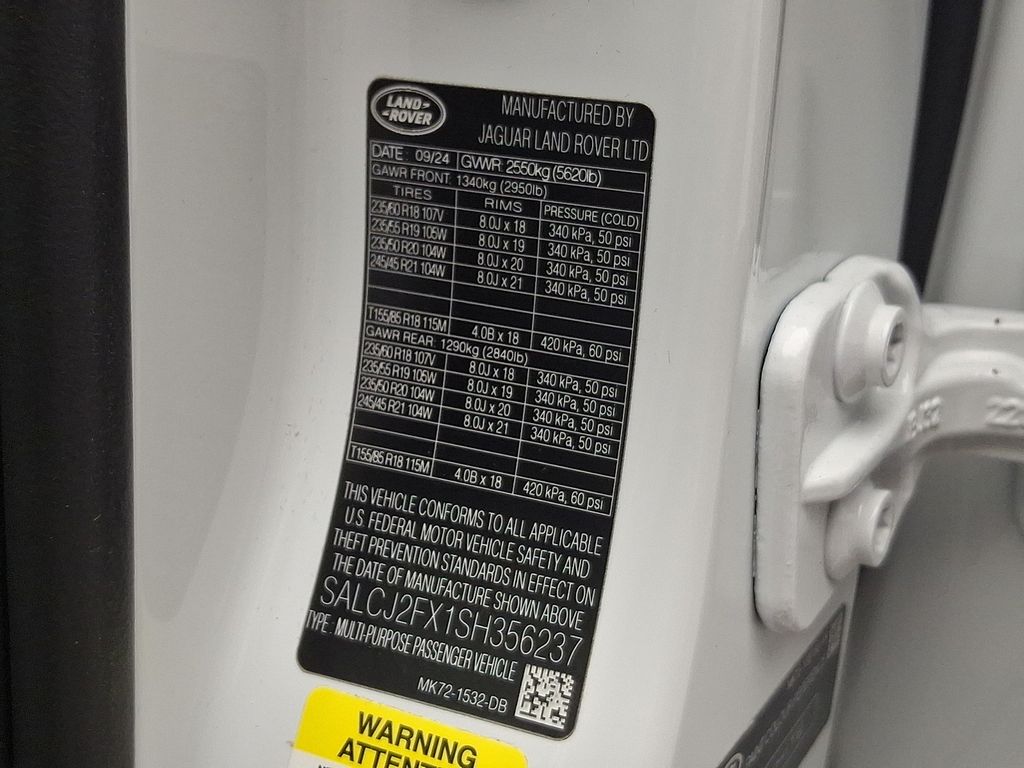 LAND-
-ROVER
MANUFACTURED BY
JAGUAR LAND ROVER LTD
DATE: 09/24 GVWR: 2550kg (5620lb)
GAWR FRONT: 1340kg (2950lb)
TIRES RIMS PRESSURE (COLD)
235/60 R18 107V 8.0J x 18 340 kPa, 50 psi
235/55 R19 105W 8.0J x 19 340 kPa, 50 psi
235/50 R20 104W 8.0J x 20 340 kPa, 50 psi
245/45 R21 104W 8.0J x 21 340 kPa, 50 psi
T155/85 R18 115M 4.0B x 18 420 kPa, 60 psi
GAWR REAR: 1290kg (2840lb)
235/60 R18 107V 8.0J x 18 340 kPa, 50 psi
235/55 R19 105W 8.0J x 19 340 kPa, 50 psi
235/50 R20 104W 8.0J x 20 340 kPa, 50 psi
245/45 R21 104W 8.0J x 21 340 kPa, 50 psi
T155/85 R18 115M 4.0B x 18 420 kPa, 60 psi
THIS VEHICLE CONFORMS TO ALL APPLICABLE
U.S. FEDERAL MOTOR VEHICLE SAFETY AND
THEFT PREVENTION STANDARDS IN EFFECT ON
THE DATE OF MANUFACTURE SHOWN ABOVE
SALCJ2FX1SH356237
TYPE: MULTI-PURPOSE PASSENGER VEHICLE
MK72-1532-DB
WARNING